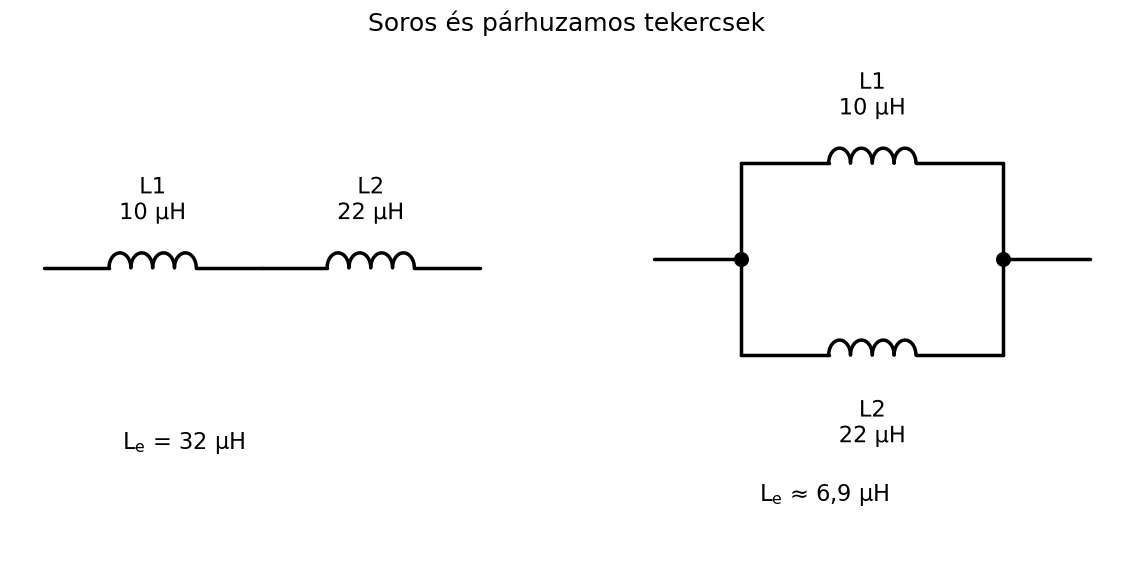 Soros és párhuzamos tekercsek
L1
10 µH
L2
22 µH
Lₑ = 32 µH
L1
10 µH
L2
22 µH
Lₑ ≈ 6,9 µH